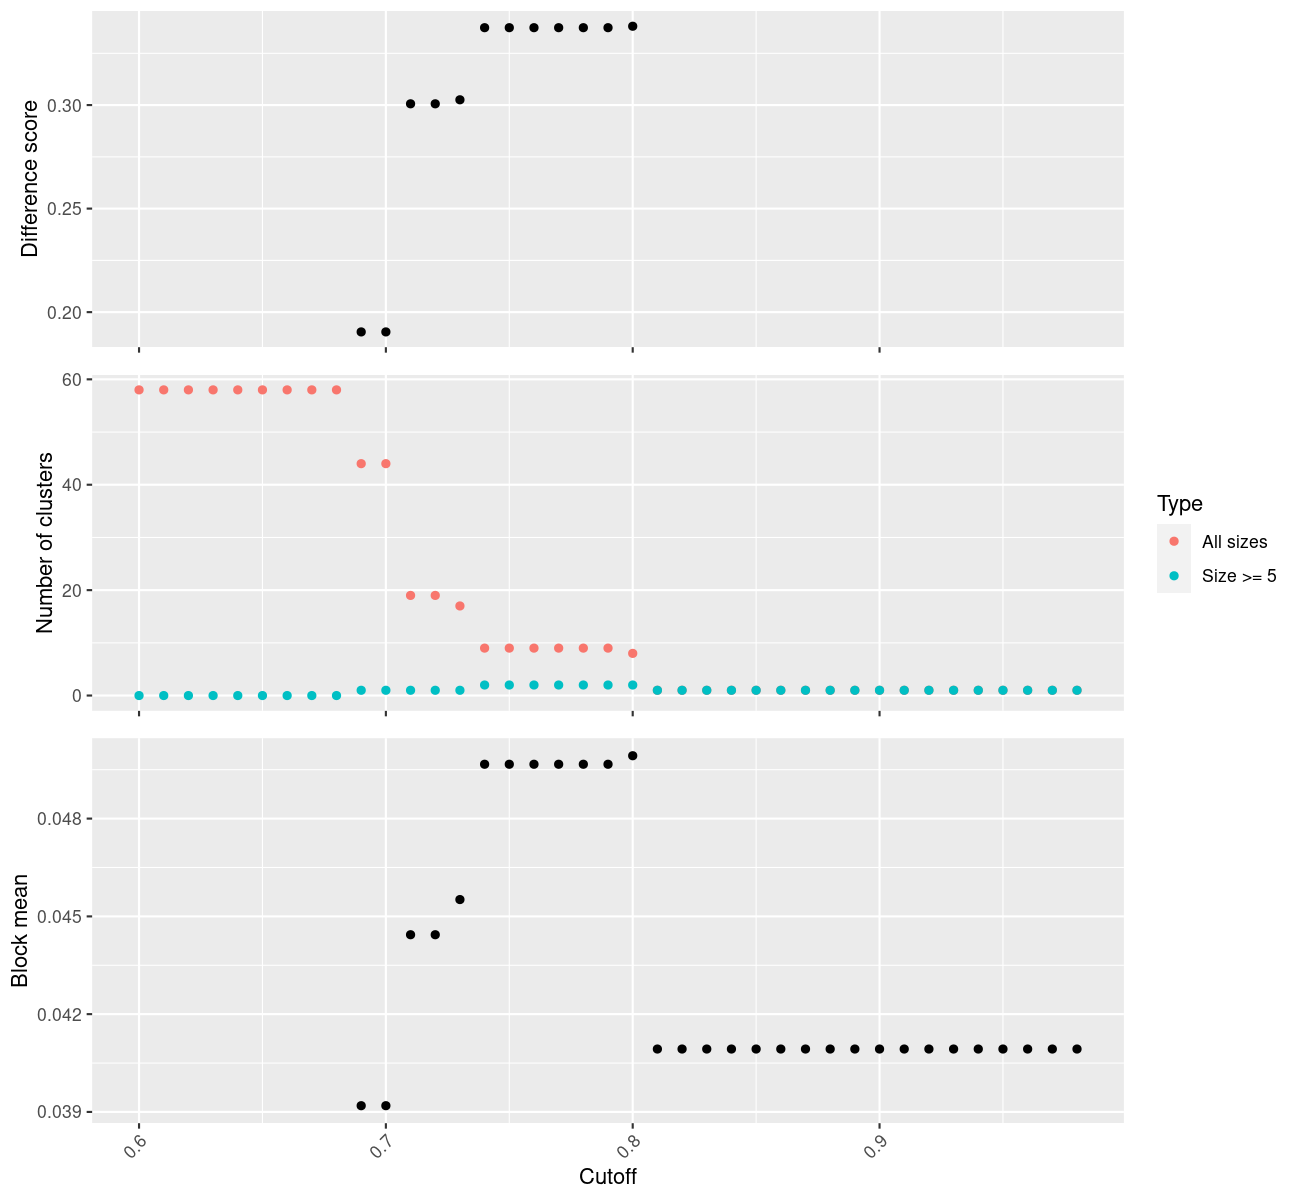 Difference score
0.30
0.25
0.20
Number of clusters
60
40
20
0
Type
All sizes
Size >= 5
Block mean
0.048
0.045
0.042
0.039
0.6
0.7
0.8
0.9
Cutoff